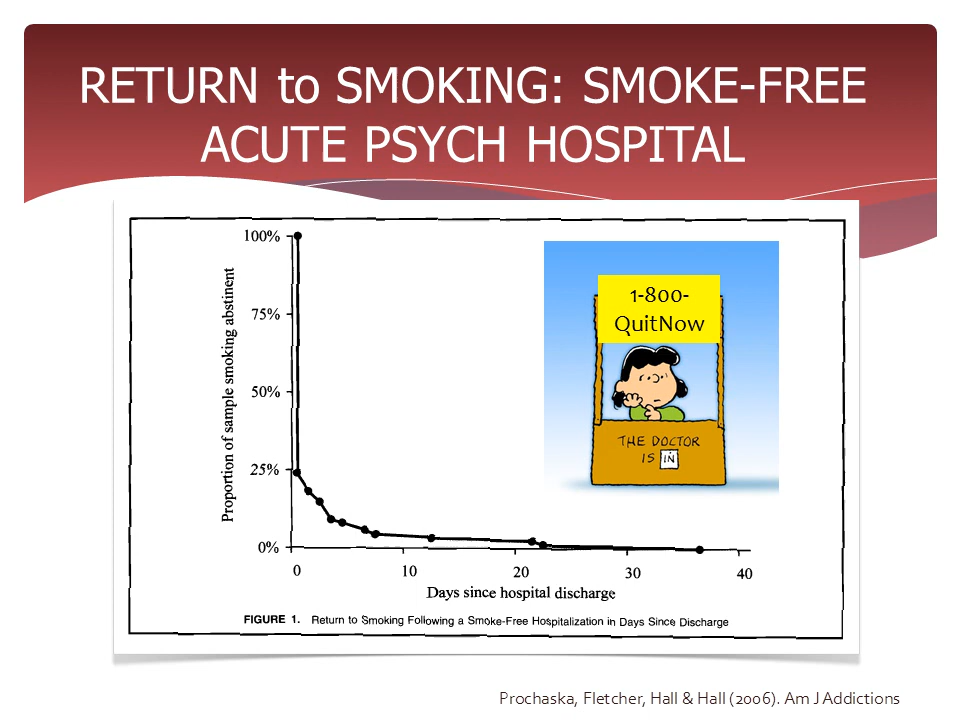 RETURN to SMOKING: SMOKE-FREE
ACUTE PSYCH HOSPITAL
1-800-
QuitNow
THE DOCTOR
IS IN
Proportion of sample smoking abstinent
100%
75%
50%
25%
0%
0 10 20 30 40
Days since hospital discharge
FIGURE 1. Return to Smoking Following a Smoke-Free Hospitalization in Days Since Discharge
Prochaska, Fletcher, Hall & Hall (2006). Am J Addictions